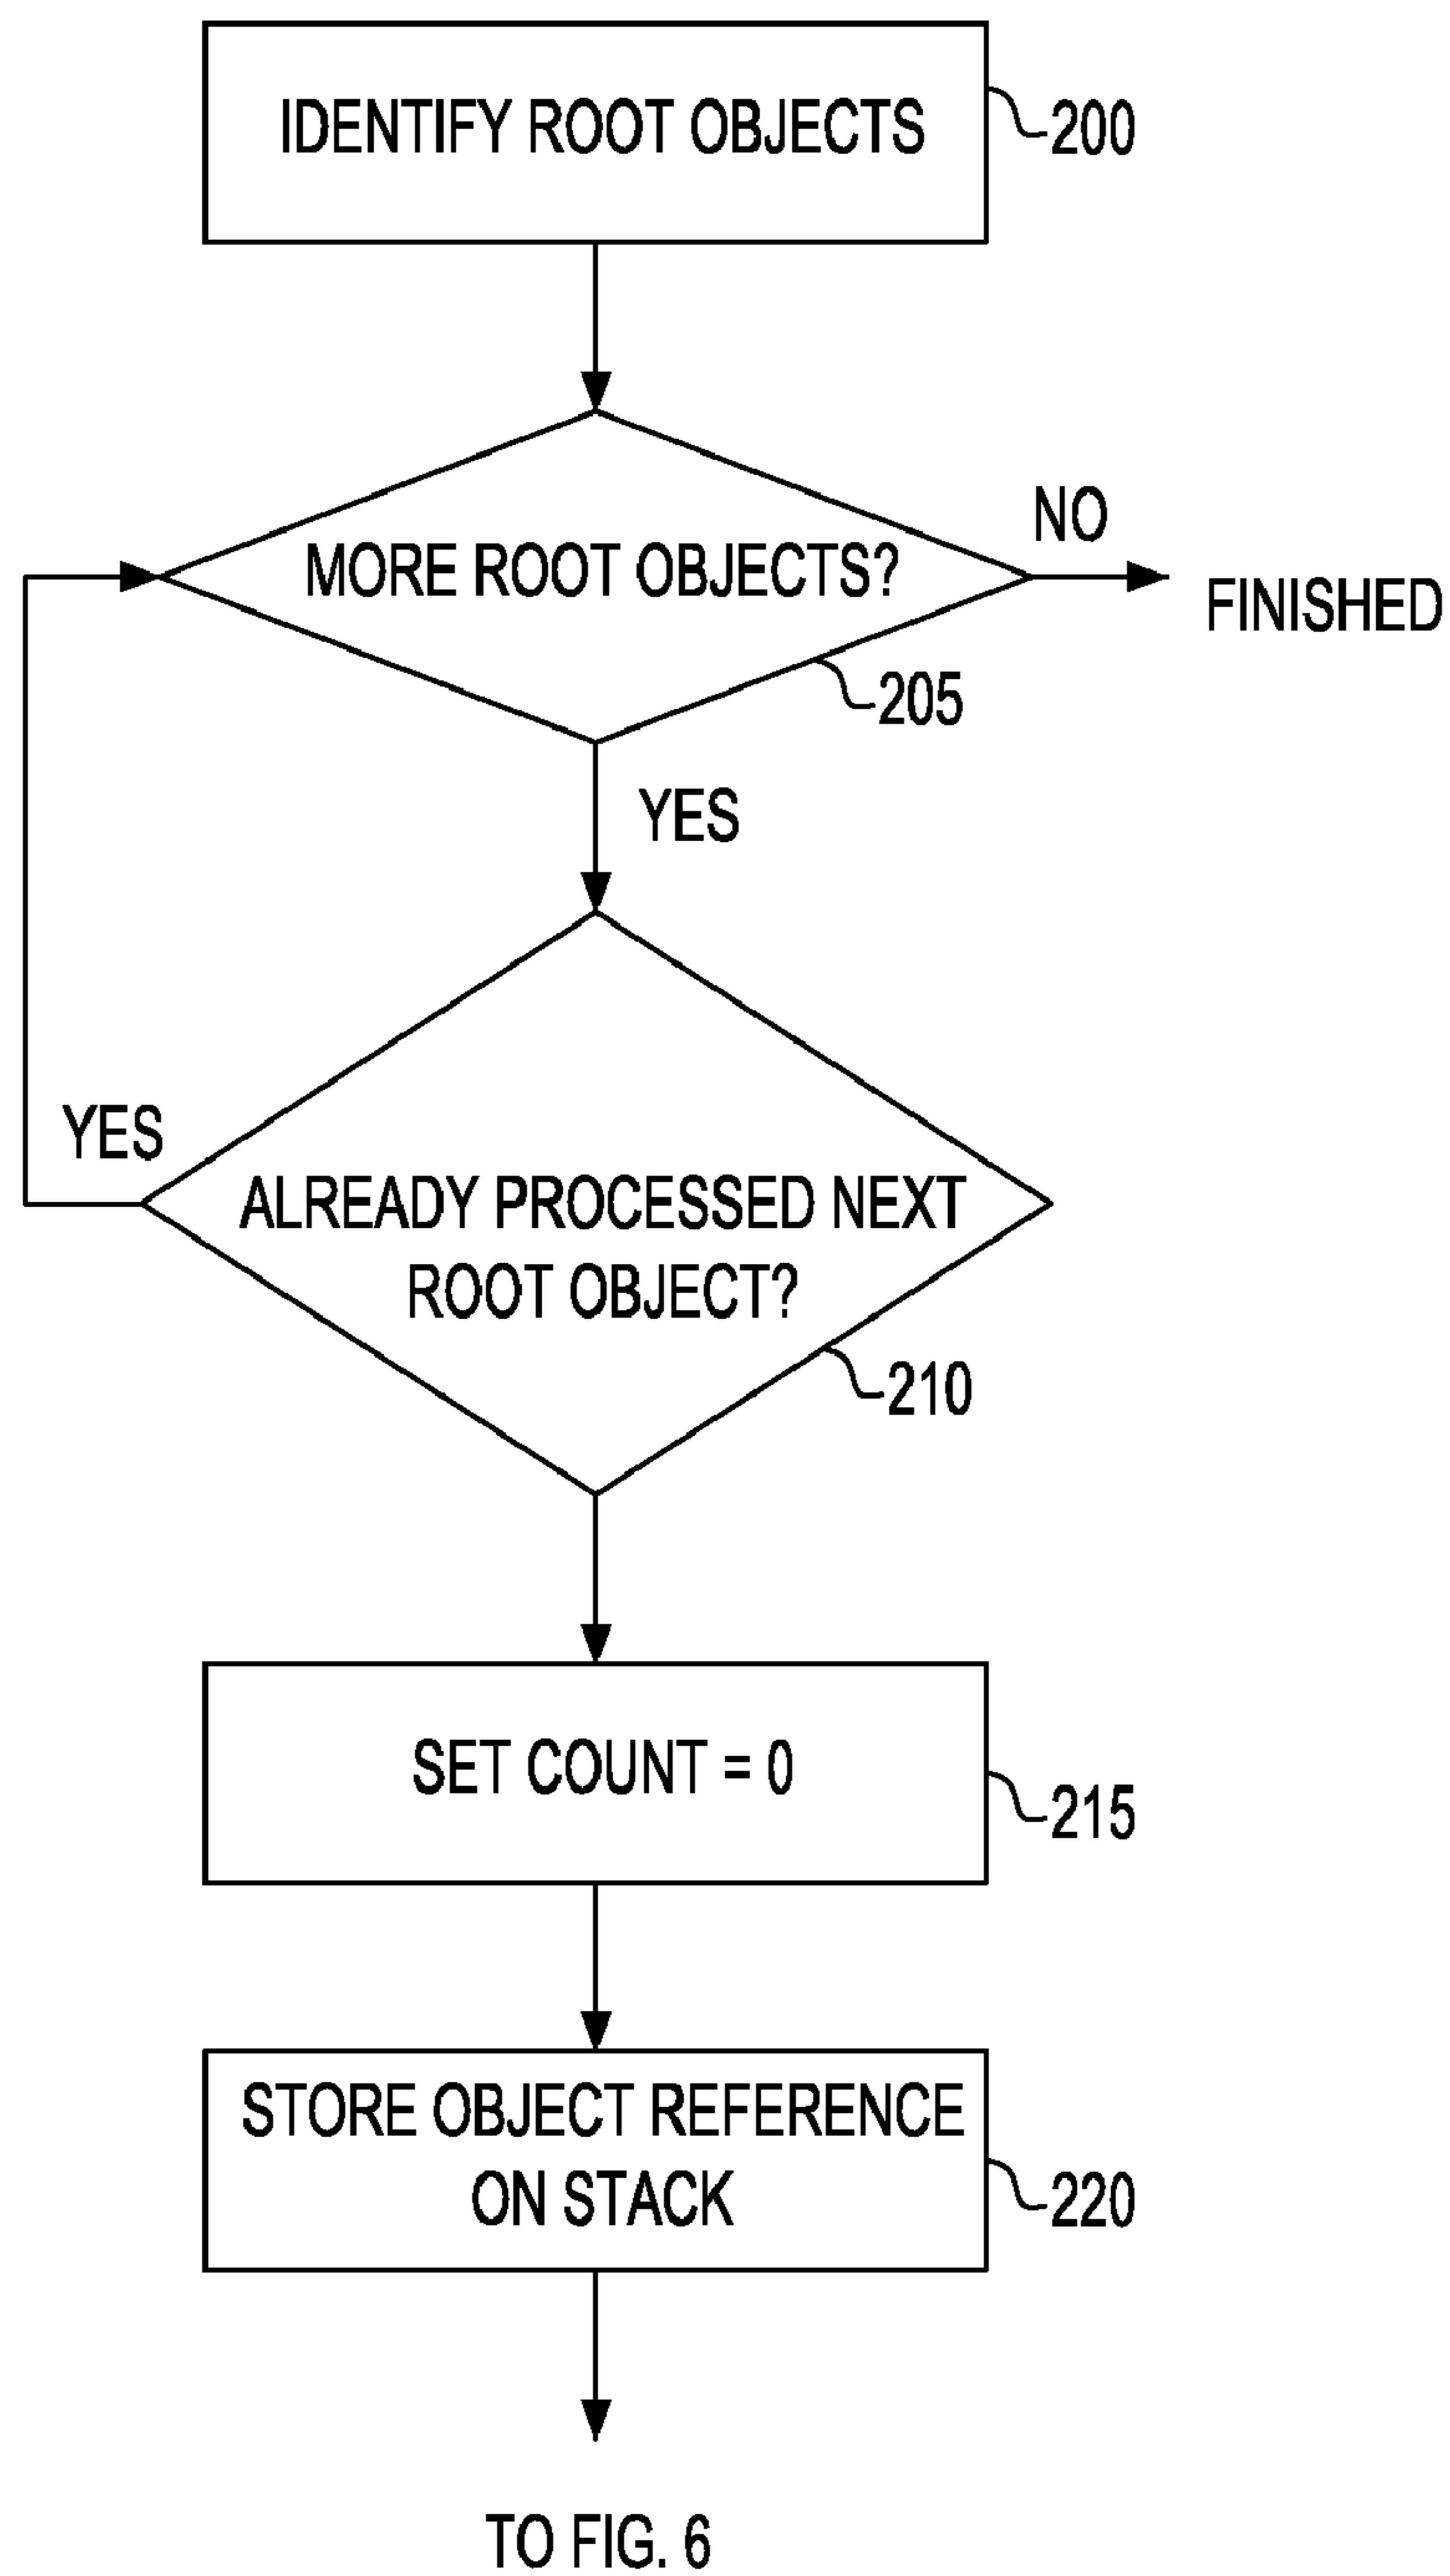 IDENTIFY ROOT OBJECTS
200
MORE ROOT OBJECTS?
NO
FINISHED
205
YES
YES
ALREADY PROCESSED NEXT
ROOT OBJECT?
210
SET COUNT = 0
215
STORE OBJECT REFERENCE
ON STACK
220
TO FIG. 6